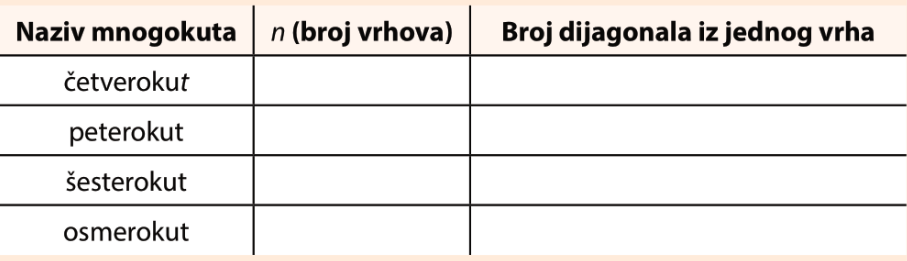 Naziv mnogokuta n (broj vrhova) Broj dijagonala iz jednog vrha
četverokut
peterokut
šesterokut
osmerokut